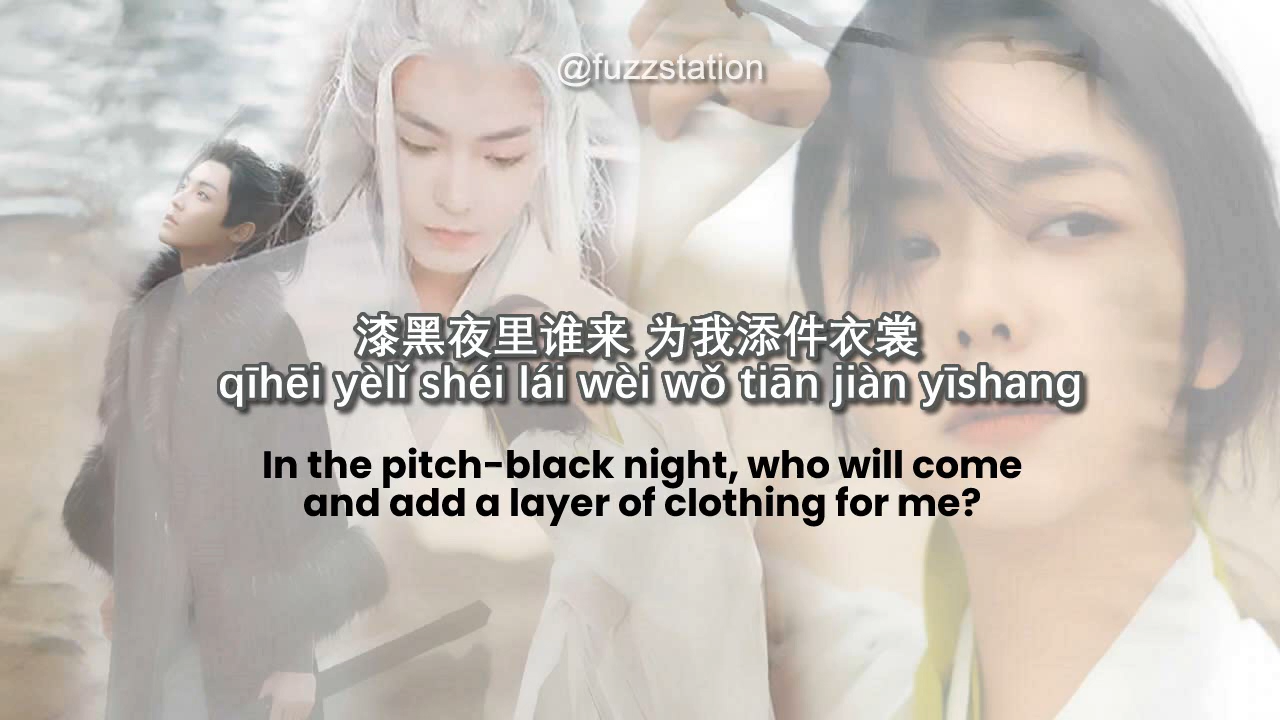 @fuzzstation
漆黑夜里谁来 为我添件衣裳
qīhēi yèlǐ shéi lái wèi wǒ tiān jiàn yīshang
In the pitch-black night, who will come
and add a layer of clothing for me?